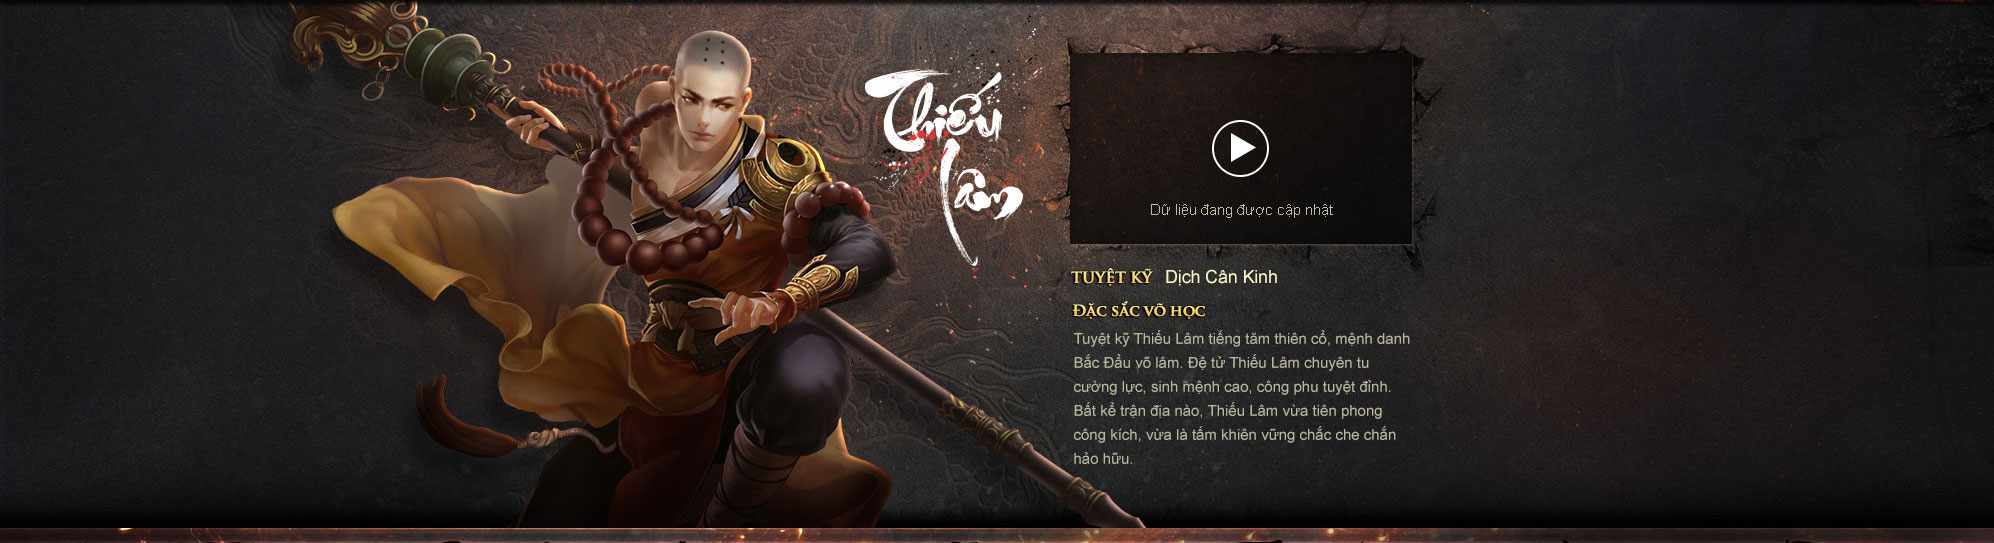 Thiếu
Lâm
Dữ liệu đang được cập nhật
TUYỆT KỸ Dịch Cân Kinh
ĐẶC SẮC VÕ HỌC
Tuyệt kỹ Thiếu Lâm tiếng tăm thiên cổ, mệnh danh
Bắc Đẩu võ lâm. Đệ tử Thiếu Lâm chuyên tu
cường lực, sinh mệnh cao, công phu tuyệt đỉnh.
Bất kể trận địa nào, Thiếu Lâm vừa tiên phong
công kích, vừa là tấm khiên vững chắc che chắn
hảo hữu.